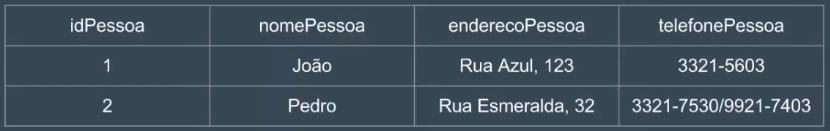 idPessoa nomePessoa enderecoPessoa telefonePessoa
1 João Rua Azul, 123 3321-5603
2 Pedro Rua Esmeralda, 32 3321-7530/9921-7403